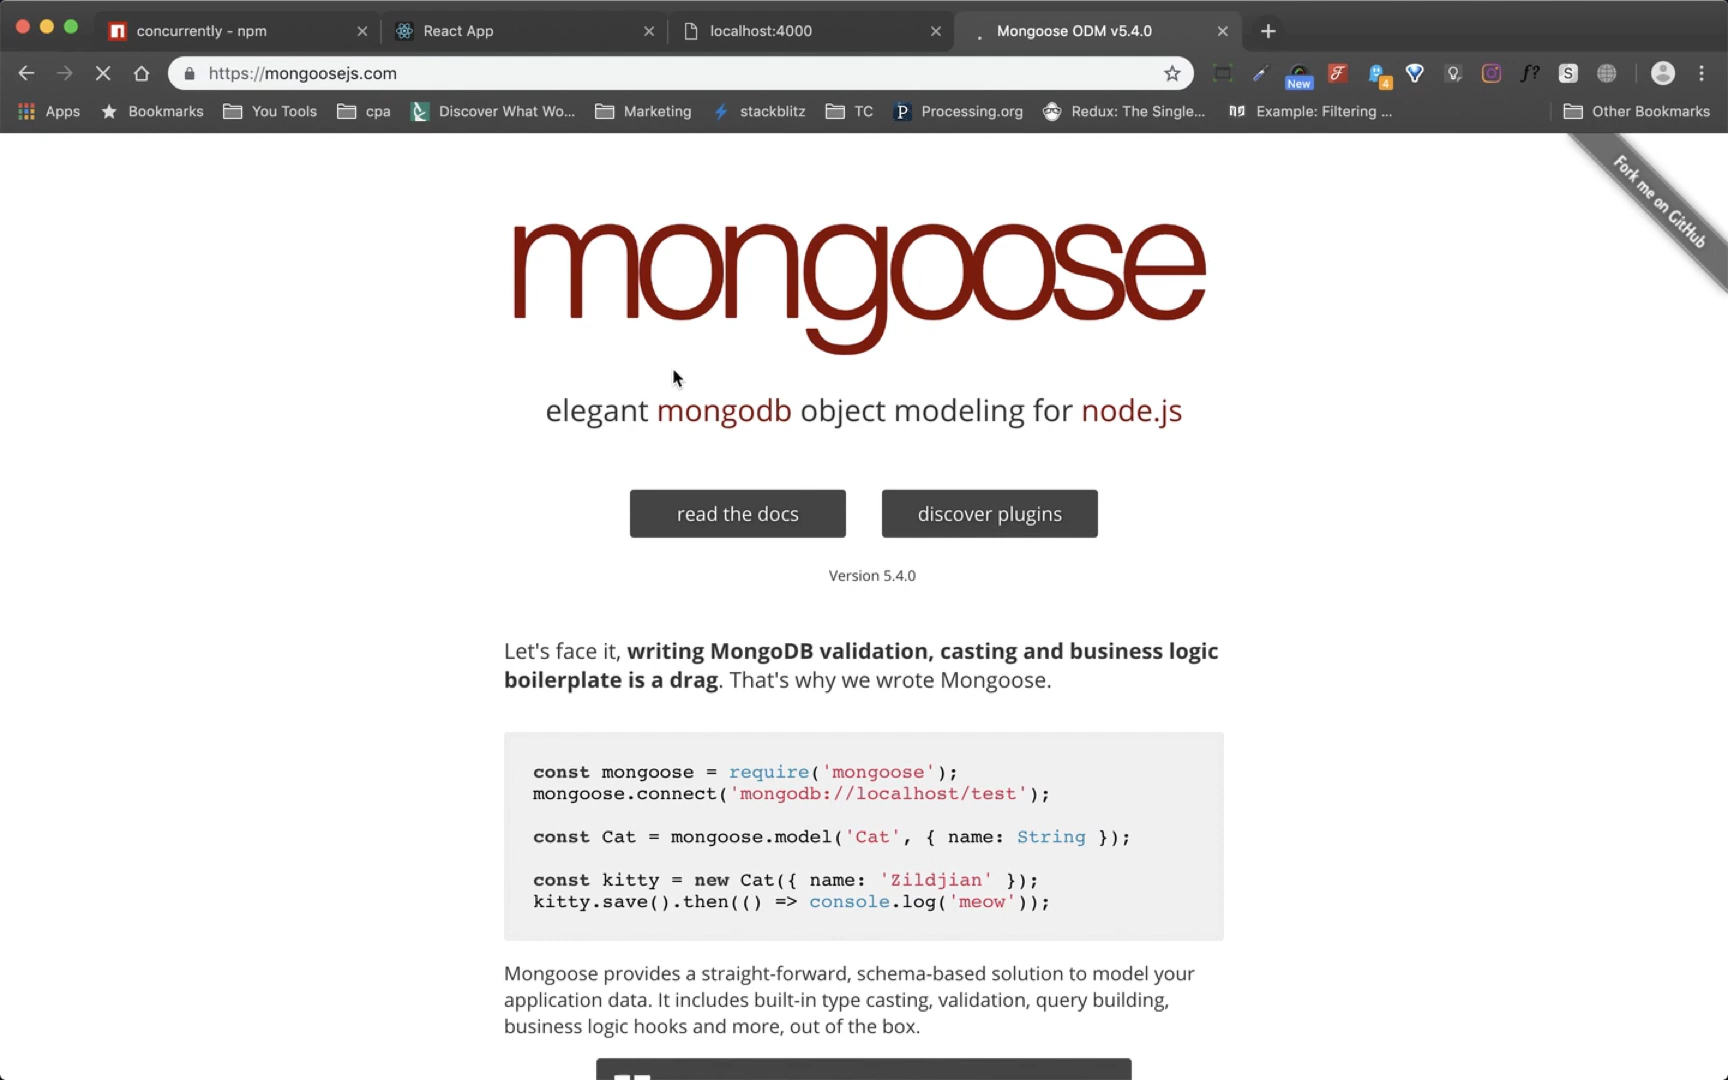 concurrently - npm
React App
localhost:4000
Mongoose ODM v5.4.0
https://mongoosejs.com
New
4
S
Apps
Bookmarks
You Tools
cpa
Discover What Wo...
Marketing
stackblitz
TC
Processing.org
Redux: The Single...
Example: Filtering ...
Other Bookmarks
Fork me on GitHub
mongoose
elegant mongodb object modeling for node.js
read the docs
discover plugins
Version 5.4.0
Let's face it, writing MongoDB validation, casting and business logic
boilerplate is a drag. That's why we wrote Mongoose.
const mongoose = require('mongoose');
mongoose.connect('mongodb://localhost/test');
const Cat = mongoose.model('Cat', { name: String });
const kitty = new Cat({ name: 'Zildjian' });
kitty.save().then(() => console.log('meow'));
Mongoose provides a straight-forward, schema-based solution to model your
application data. It includes built-in type casting, validation, query building,
business logic hooks and more, out of the box.